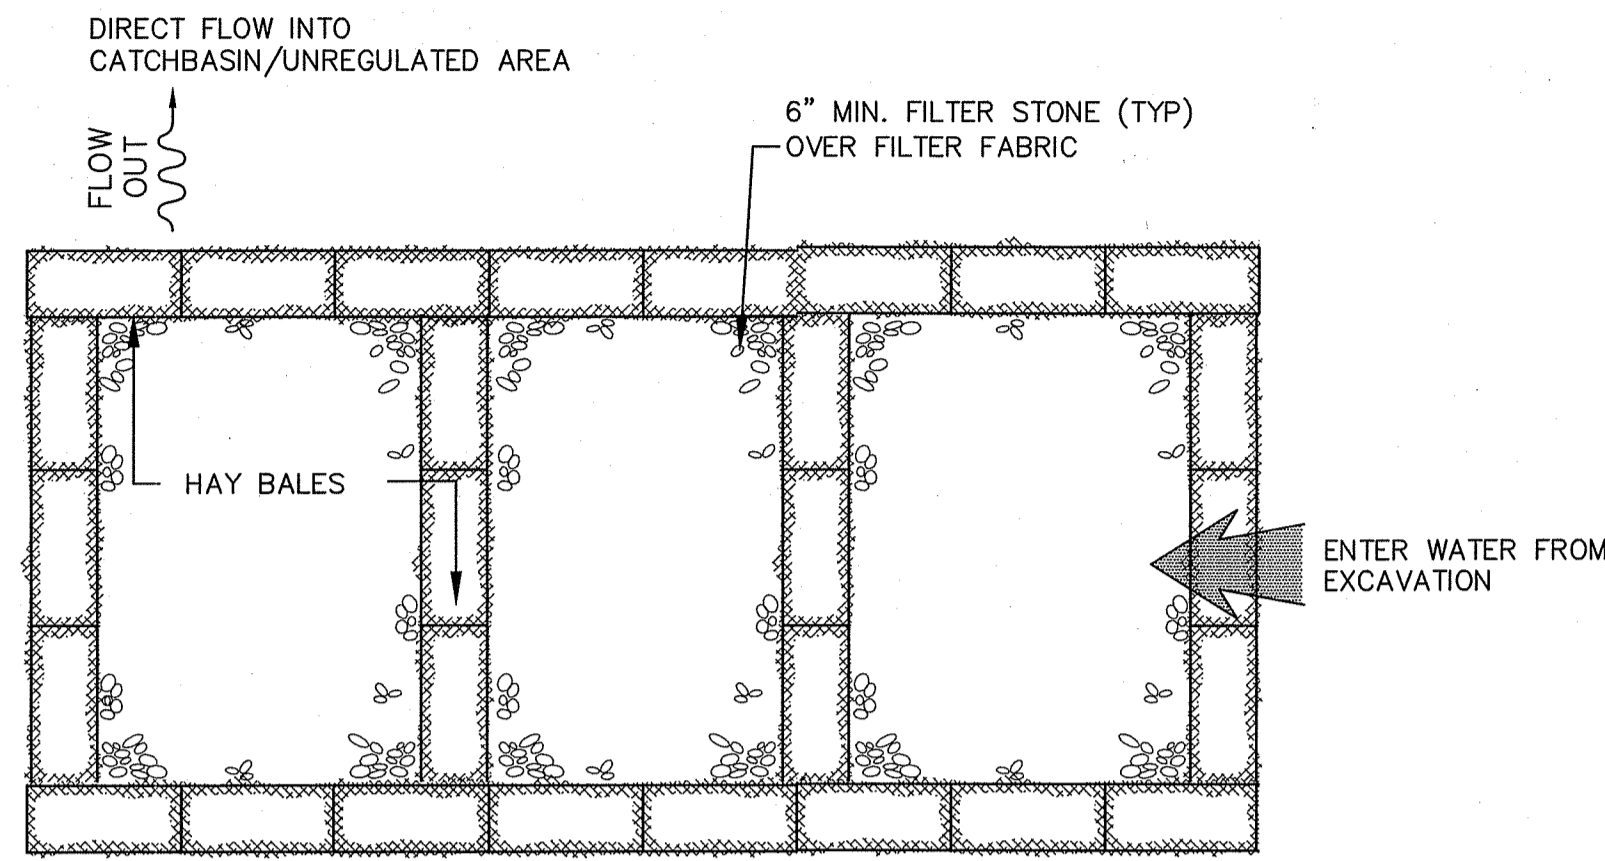 DIRECT FLOW INTO
CATCHBASIN/UNREGULATED AREA
FLOW
OUT
6" MIN. FILTER STONE (TYP)
OVER FILTER FABRIC
HAY BALES
ENTER WATER FROM
EXCAVATION